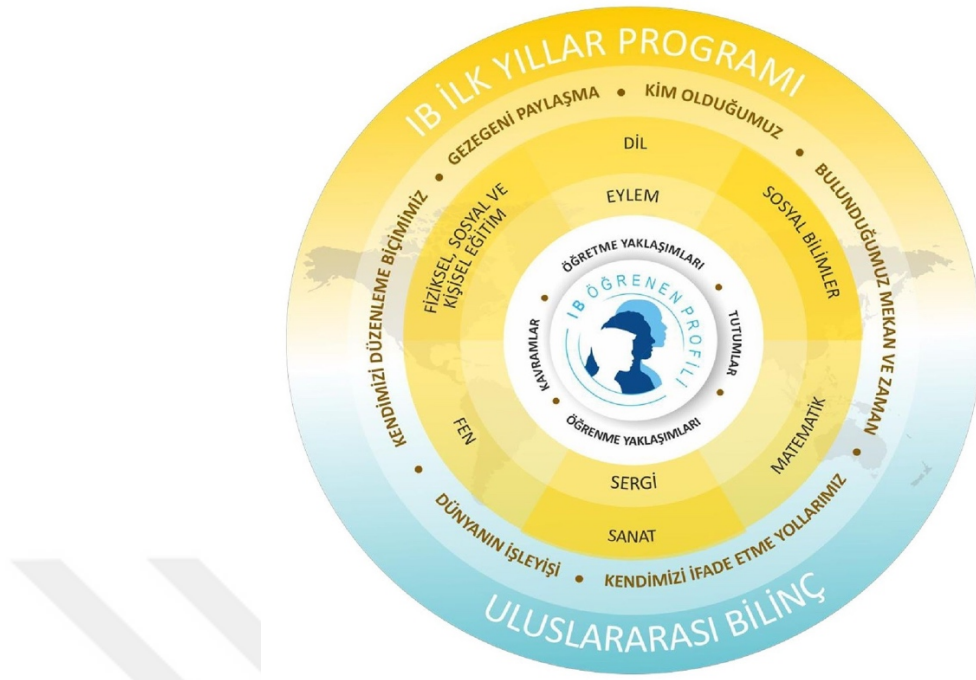 IB İLK YILLAR PROGRAMI
GEZEGENİ PAYLAŞMA • KİM OLDUĞUMUZ • BULUNDUĞUMUZ MEKAN VE ZAMAN • KENDİMİZİ İFADE ETME YOLLARIMIZ • DÜNYANIN İŞLEYİŞİ • KENDİMİZİ DÜZENLEME BİÇİMİMİZ •
DİL
SOSYAL BİLİMLER
MATEMATİK
SANAT
FEN
FİZİKSEL, SOSYAL VE
KİŞİSEL EĞİTİM
EYLEM
SERGİ
ÖĞRETME YAKLAŞIMLARI • TUTUMLAR • ÖĞRENME YAKLAŞIMLARI • KAVRAMLAR •
IB ÖĞRENEN PROFİLİ
ULUSLARARASI BİLİNÇ